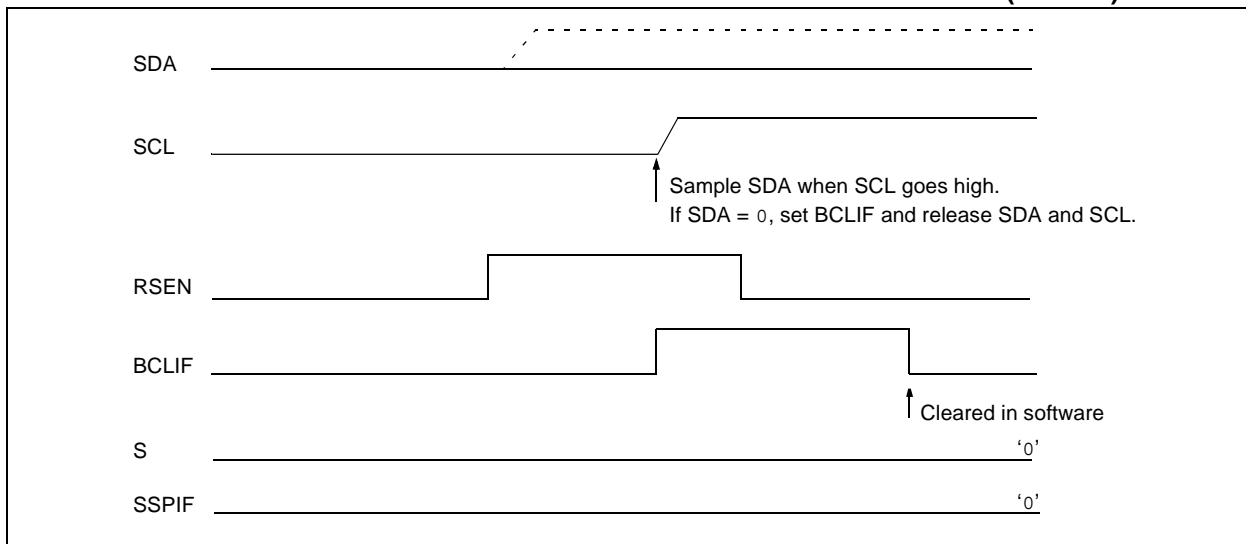 SDA
SCL
Sample SDA when SCL goes high.
If SDA = 0, set BCLIF and release SDA and SCL.
RSEN
BCLIF
Cleared in software
S
‘0’
SSPIF
‘0’